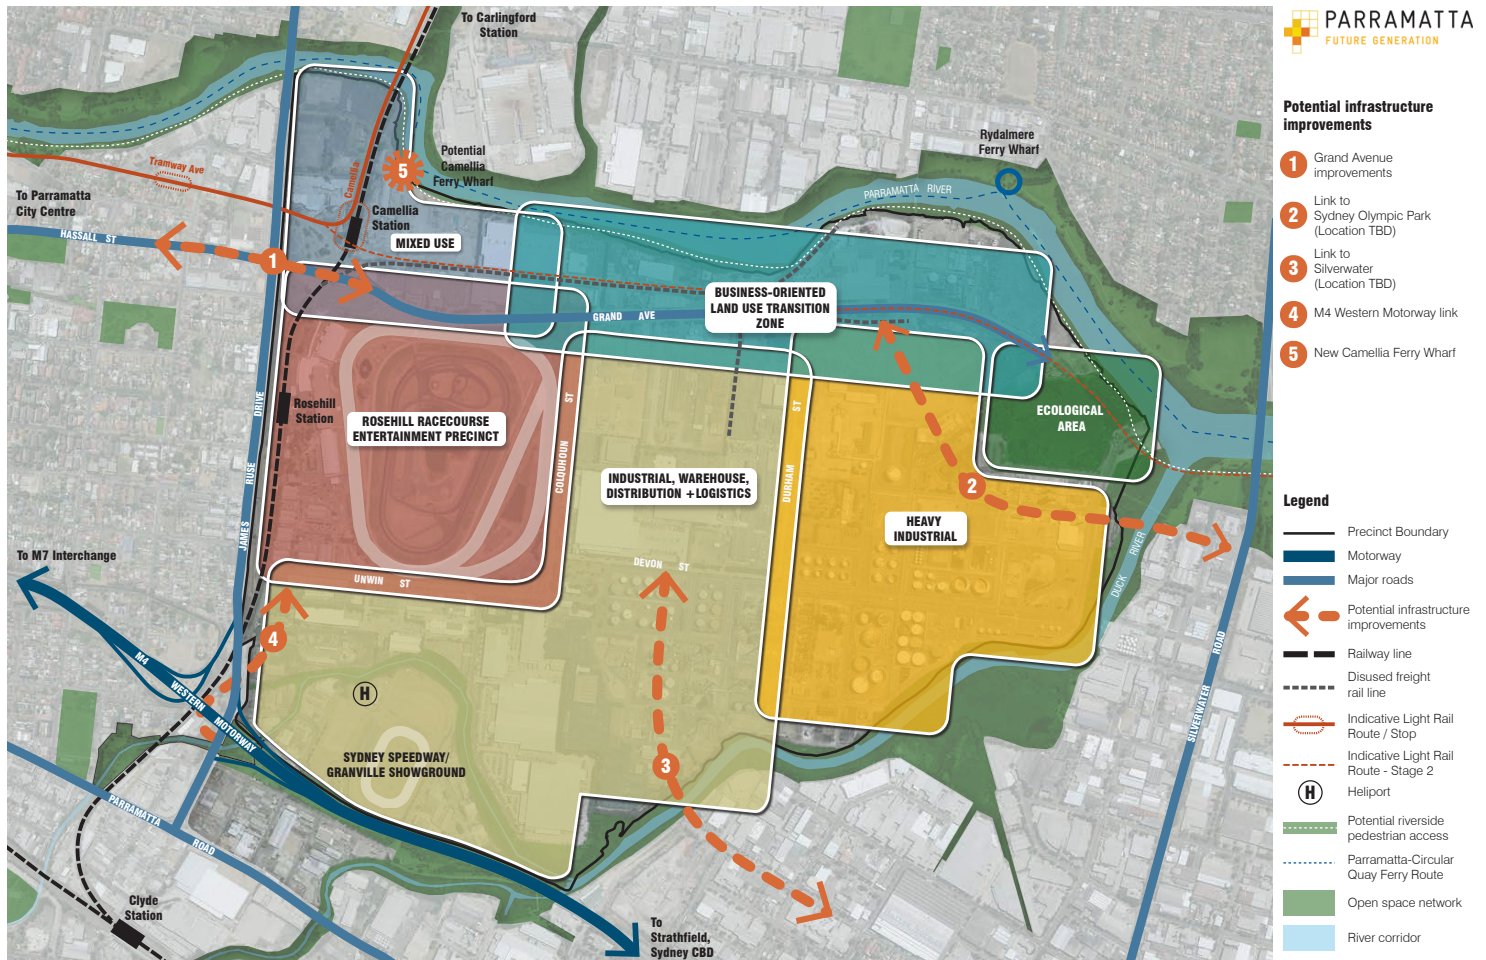 To Carlingford
Station
PARRAMATTA
FUTURE GENERATION
Potential infrastructure
improvements
1 Grand Avenue
improvements
2 Link to
Sydney Olympic Park
(Location TBD)
3 Link to
Silverwater
(Location TBD)
4 M4 Western Motorway link
5 New Camellia Ferry Wharf
Legend
Precinct Boundary
Motorway
Major roads
Potential infrastructure
improvements
Railway line
Disused freight
rail line
Indicative Light Rail
Route / Stop
Indicative Light Rail
Route - Stage 2
H Heliport
Potential riverside
pedestrian access
Parramatta-Circular
Quay Ferry Route
Open space network
River corridor
Rydalmere
Ferry Wharf
PARRAMATTA RIVER
Potential
Camellia
Ferry Wharf
5
Tramway Ave
Camellia
To Parramatta
City Centre
HASSALL ST
Camellia
Station
MIXED USE
1
GRAND AVE
BUSINESS-ORIENTED
LAND USE TRANSITION
ZONE
ECOLOGICAL
AREA
Rosehill
Station
ROSEHILL RACECOURSE
ENTERTAINMENT PRECINCT
COLQUHOUN ST
INDUSTRIAL, WAREHOUSE,
DISTRIBUTION +LOGISTICS
DURHAM ST
HEAVY
INDUSTRIAL
2
JAMES RUSE DRIVE
To M7 Interchange
UNWIN ST
DEVON ST
DUCK RIVER
4
M4 WESTERN MOTORWAY
H
SYDNEY SPEEDWAY/
GRANVILLE SHOWGROUND
3
SILVERWATER ROAD
PARRAMATTA ROAD
Clyde
Station
To
Strathfield,
Sydney CBD